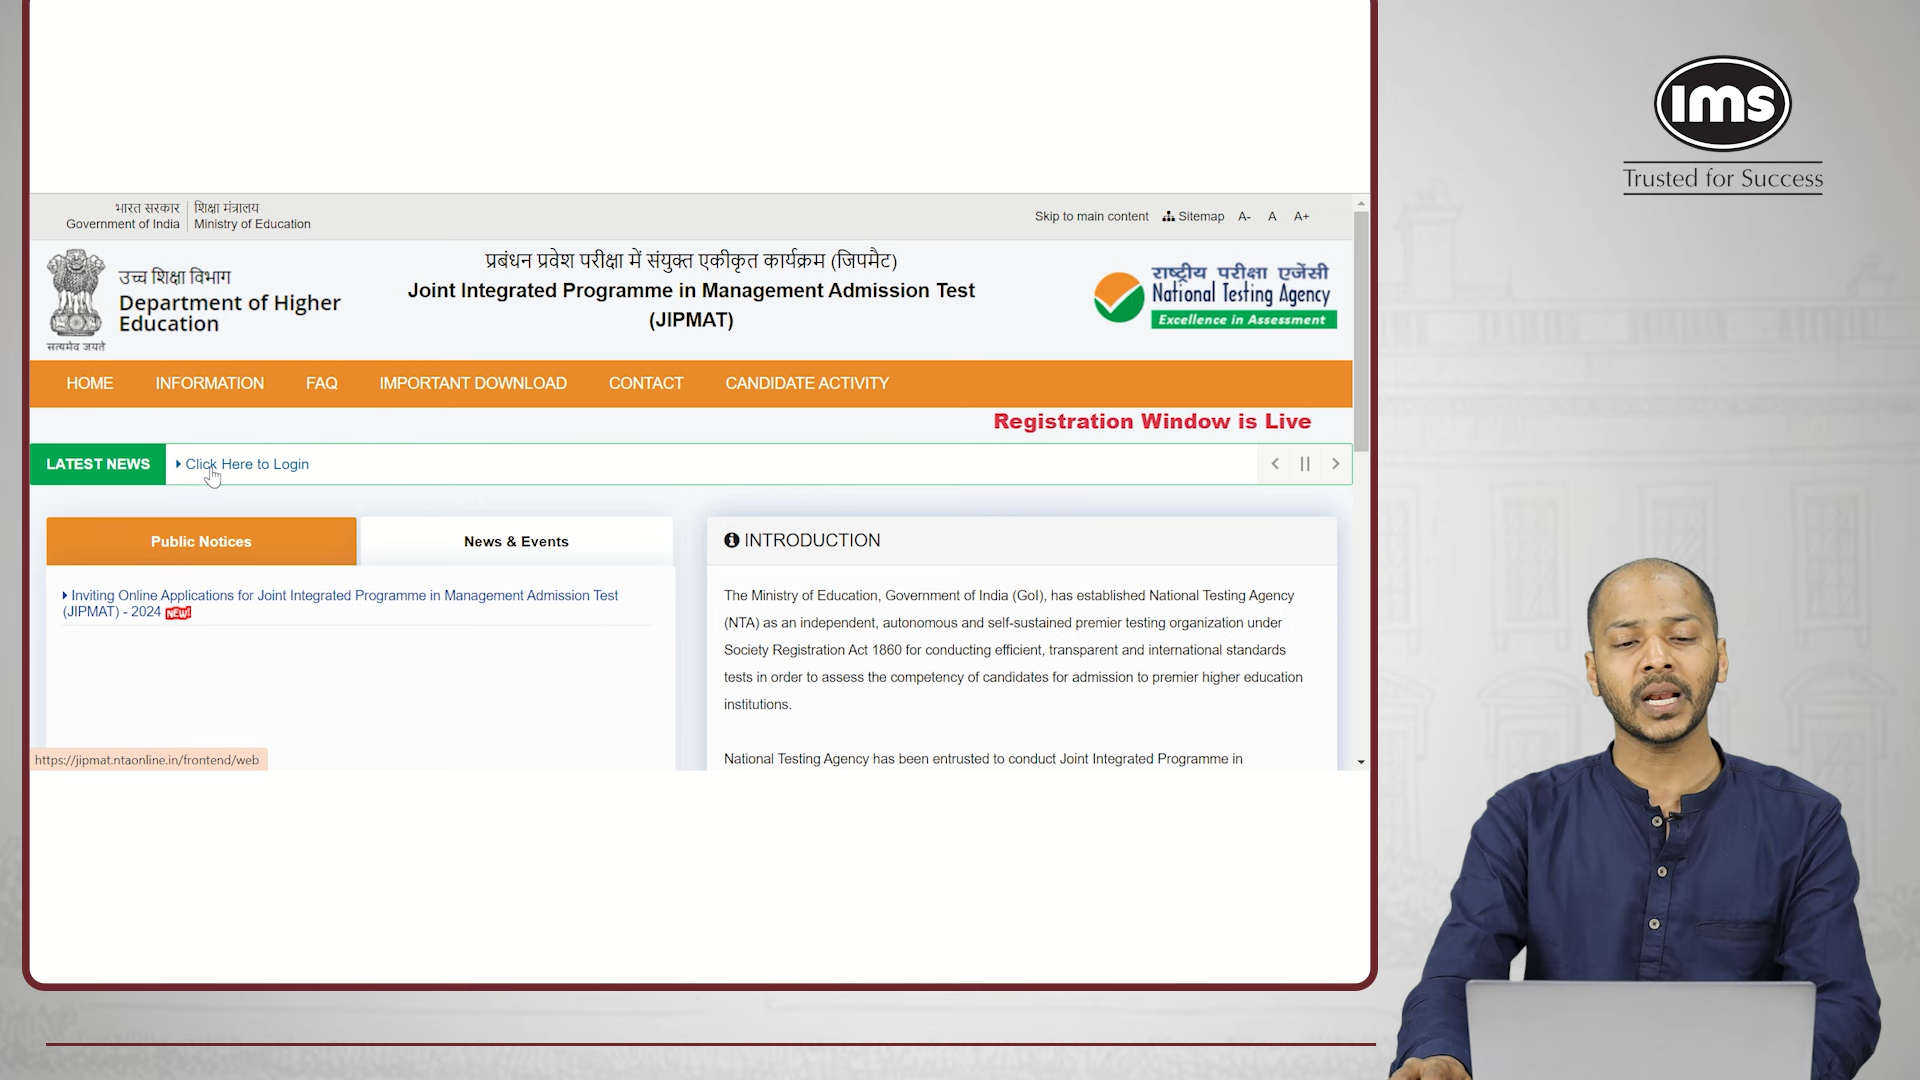 ims
Trusted for Success
भारत सरकार
Government of India
शिक्षा मंत्रालय
Ministry of Education
Skip to main content Sitemap A- A A+
सत्यमेव जयते
उच्च शिक्षा विभाग
Department of Higher
Education
प्रबंधन प्रवेश परीक्षा में संयुक्त एकीकृत कार्यक्रम (जिपमैट)
Joint Integrated Programme in Management Admission Test
(JIPMAT)
राष्ट्रीय परीक्षा एजेंसी
National Testing Agency
Excellence in Assessment
HOME INFORMATION FAQ IMPORTANT DOWNLOAD CONTACT CANDIDATE ACTIVITY
Registration Window is Live
LATEST NEWS Click Here to Login
Public Notices News & Events
Inviting Online Applications for Joint Integrated Programme in Management Admission Test
(JIPMAT) - 2024 NEW!
INTRODUCTION
The Ministry of Education, Government of India (GoI), has established National Testing Agency
(NTA) as an independent, autonomous and self-sustained premier testing organization under
Society Registration Act 1860 for conducting efficient, transparent and international standards
tests in order to assess the competency of candidates for admission to premier higher education
institutions.
National Testing Agency has been entrusted to conduct Joint Integrated Programme in
https://jipmat.ntaonline.in/frontend/web